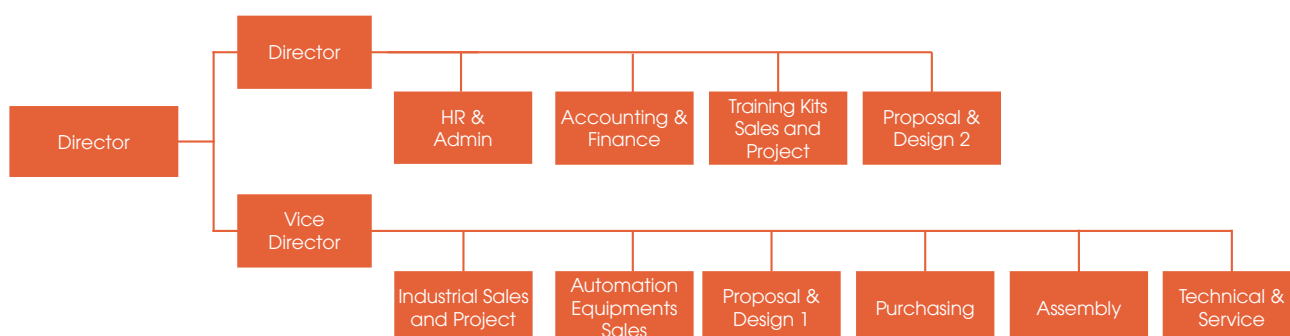 Director
Director
HR &
Admin
Accounting &
Finance
Training Kits
Sales and
Project
Proposal &
Design 2
Vice
Director
Industrial Sales
and Project
Automation
Equipments
Sales
Proposal &
Design 1
Purchasing
Assembly
Technical &
Service